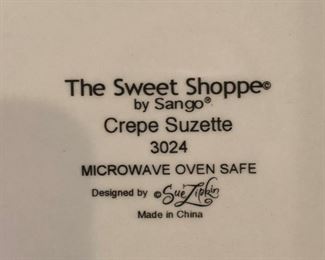 The Sweet Shoppe©
by Sango®
Crepe Suzette
3024
MICROWAVE OVEN SAFE
Designed by ©Sue Zipkin
Made in China